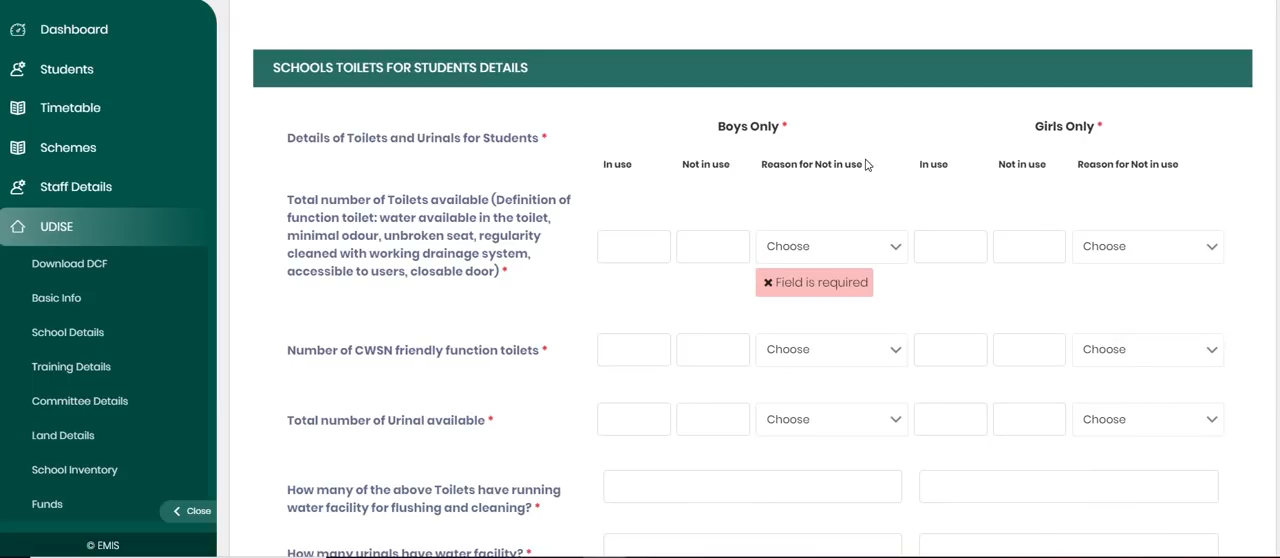 Dashboard
Students
Timetable
Schemes
Staff Details
UDISE
Download DCF
Basic Info
School Details
Training Details
Committee Details
Land Details
School Inventory
Funds
Close
© EMIS
SCHOOLS TOILETS FOR STUDENTS DETAILS
Details of Toilets and Urinals for Students *
Boys Only *
Girls Only *
In use Not in use Reason for Not in use In use Not in use Reason for Not in use
Total number of Toilets available (Definition of
function toilet: water available in the toilet,
minimal odour, unbroken seat, regularity
cleaned with working drainage system,
accessible to users, closable door) *
Choose
Choose
✖ Field is required
Number of CWSN friendly function toilets *
Choose
Choose
Total number of Urinal available *
Choose
Choose
How many of the above Toilets have running
water facility for flushing and cleaning? *
How many urinals have water facility? *